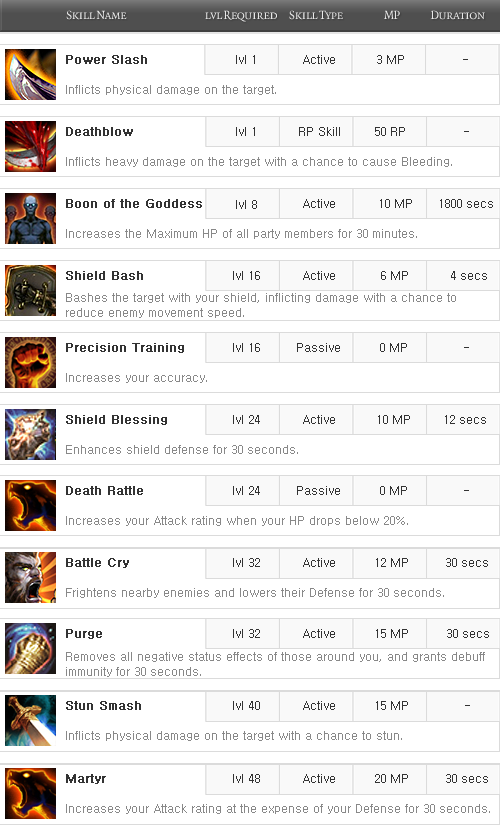 SKILL NAME LVL REQUIRED SKILL TYPE MP DURATION
Power Slash lvl 1 Active 3 MP -
Inflicts physical damage on the target.
Deathblow lvl 1 RP Skill 50 RP -
Inflicts heavy damage on the target with a chance to cause Bleeding.
Boon of the Goddess lvl 8 Active 10 MP 1800 secs
Increases the Maximum HP of all party members for 30 minutes.
Shield Bash lvl 16 Active 6 MP 4 secs
Bashes the target with your shield, inflicting damage with a chance to
reduce enemy movement speed.
Precision Training lvl 16 Passive 0 MP -
Increases your accuracy.
Shield Blessing lvl 24 Active 10 MP 12 secs
Enhances shield defense for 30 seconds.
Death Rattle lvl 24 Passive 0 MP -
Increases your Attack rating when your HP drops below 20%.
Battle Cry lvl 32 Active 12 MP 30 secs
Frightens nearby enemies and lowers their Defense for 30 seconds.
Purge lvl 32 Active 15 MP 30 secs
Removes all negative status effects of those around you, and grants debuff
immunity for 30 seconds.
Stun Smash lvl 40 Active 15 MP -
Inflicts physical damage on the target with a chance to stun.
Martyr lvl 48 Active 20 MP 30 secs
Increases your Attack rating at the expense of your Defense for 30 seconds.